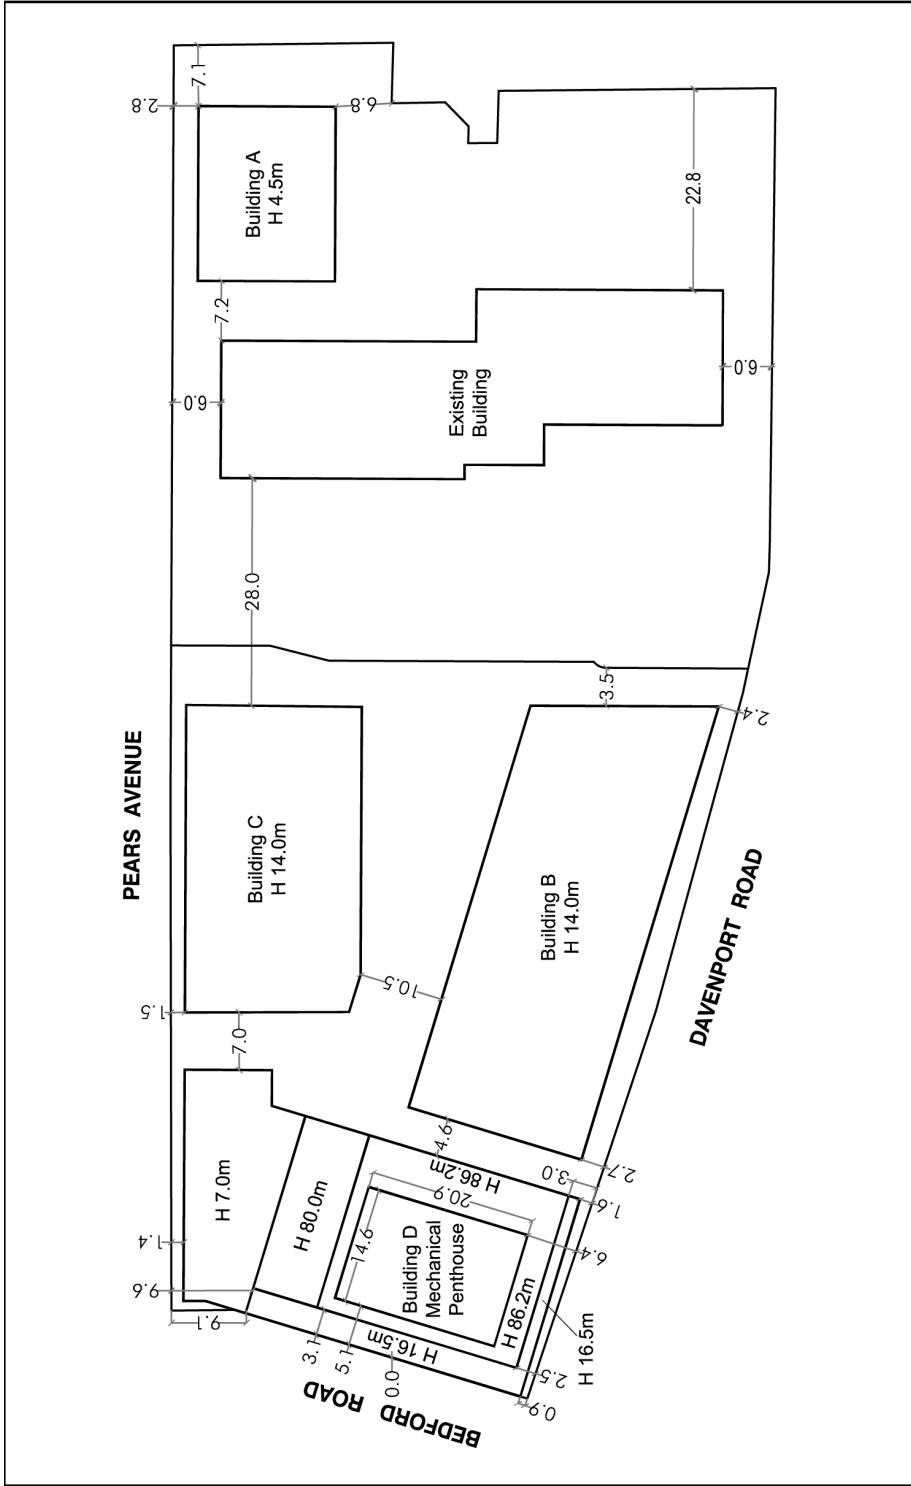 PEARS AVENUE
DAVENPORT ROAD
BEDFORD ROAD
Building A
H 4.5m
Existing
Building
Building C
H 14.0m
Building B
H 14.0m
H 7.0m
H 80.0m
H 86.2m
Building D
Mechanical
Penthouse
H 86.2m
H 16.5m
H 16.5m
7.1
2.8
6.8
7.2
22.8
6.0
6.0
28.0
3.5
2.4
1.5
7.0
10.5
4.6
1.4
9.6
9.1
3.1
5.1
0.0
14.6
20.9
3.0
2.7
1.6
6.4
2.5
0.9